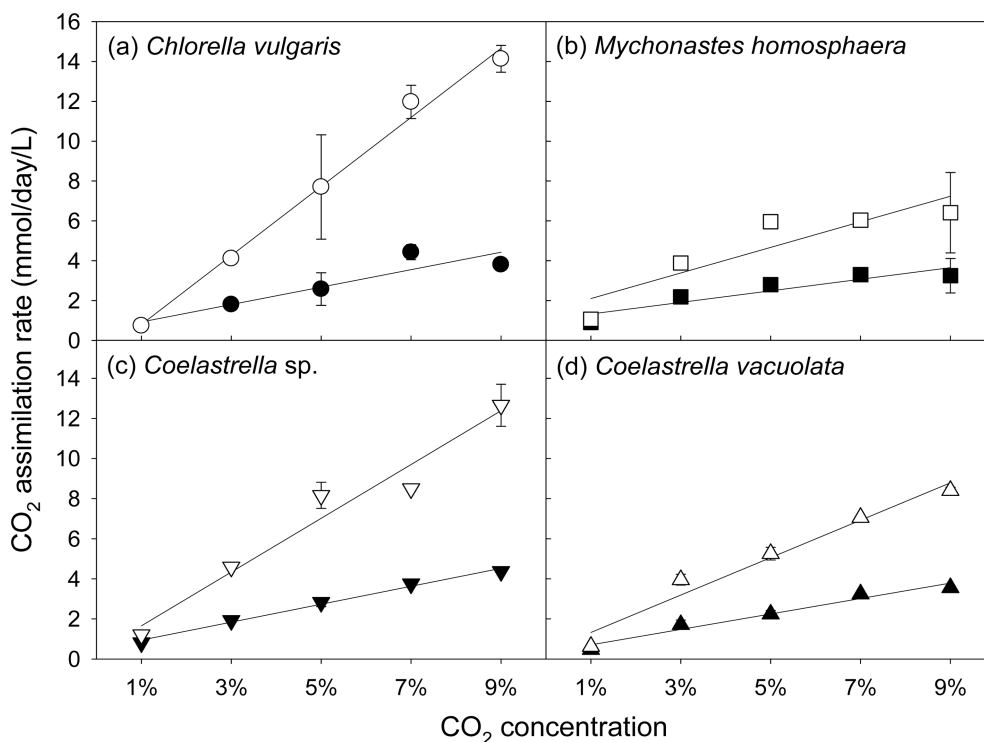 (a) Chlorella vulgaris
(b) Mychonastes homosphaera
16
14
12
10
8
6
4
2
0
(c) Coelastrella sp.
(d) Coelastrella vacuolata
14
12
10
8
6
4
2
0
CO₂ assimilation rate (mmol/day/L)
1% 3% 5% 7% 9%
1% 3% 5% 7% 9%
CO₂ concentration